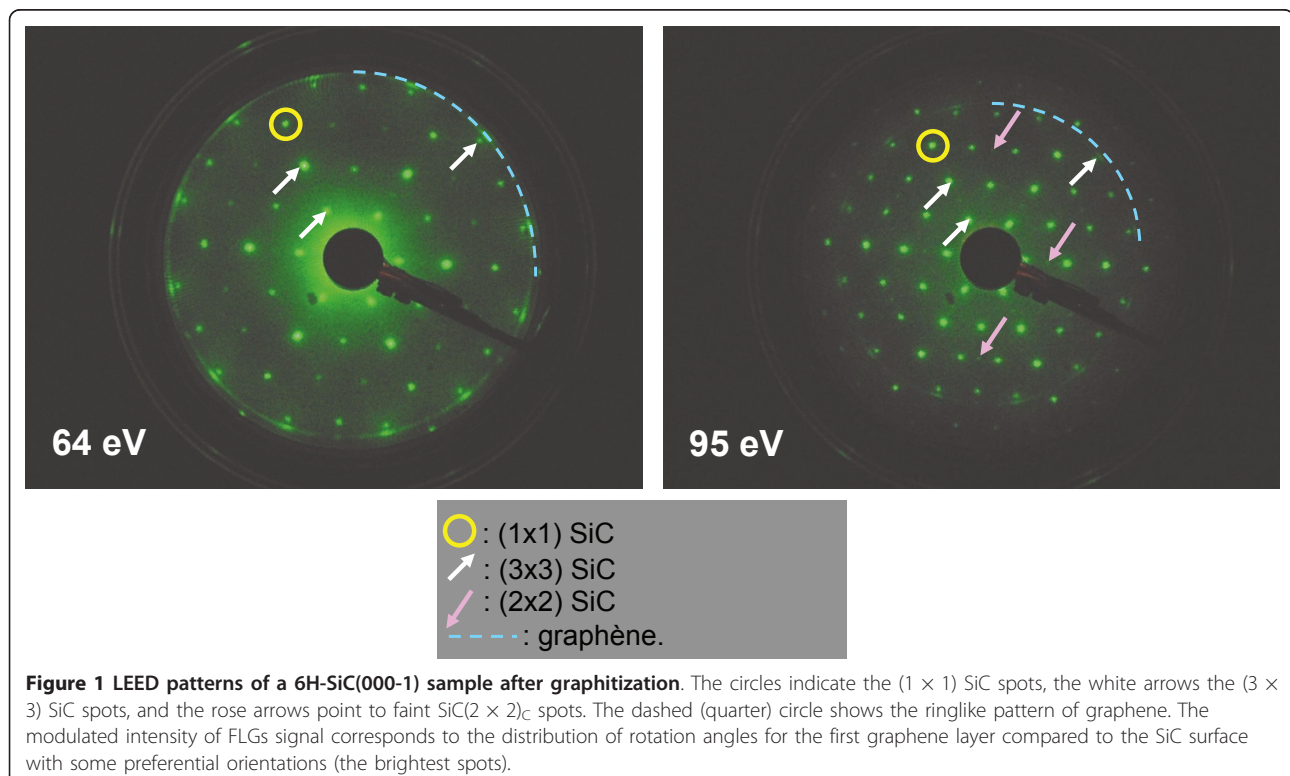 64 eV
95 eV
: (1x1) SiC
: (3x3) SiC
: (2x2) SiC
: graphène.
Figure 1 LEED patterns of a 6H-SiC(000-1) sample after graphitization. The circles indicate the (1 × 1) SiC spots, the white arrows the (3 ×
3) SiC spots, and the rose arrows point to faint SiC(2 × 2)C spots. The dashed (quarter) circle shows the ringlike pattern of graphene. The
modulated intensity of FLGs signal corresponds to the distribution of rotation angles for the first graphene layer compared to the SiC surface
with some preferential orientations (the brightest spots).